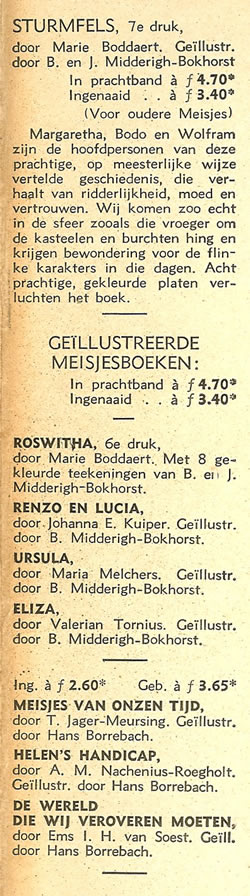 STURMFELS, 7e druk,
door Marie Boddaert. Geïllustr.
door B. en J. Midderigh-Bokhorst
In prachtband à ƒ 4.70*
Ingenaaid . . à ƒ 3.40*
(Voor oudere Meisjes)
Margaretha, Bodo en Wolfram
zijn de hoofdpersonen van deze
prachtige, op meesterlijke wijze
vertelde geschiedenis, die ver-
haalt van ridderlijkheid, moed en
vertrouwen. Wij komen zoo echt
in de sfeer zooals die vroeger om
de kasteelen en burchten hing en
krijgen bewondering voor de flin-
ke karakters in die dagen. Acht
prachtige, gekleurde platen ver-
luchten het boek.
GEÏLLUSTREERDE
MEISJESBOEKEN:
In prachtband à ƒ 4.70*
Ingenaaid . . à ƒ 3.40*
ROSWITHA, 6e druk,
door Marie Boddaert. Met 8 ge-
kleurde teekeningen van B. en J.
Midderigh-Bokhorst.
RENZO EN LUCIA,
door Johanna E. Kuiper. Geïllustr.
door B. Midderigh-Bokhorst.
URSULA,
door Maria Melchers. Geïllustr.
door B. Midderigh-Bokhorst.
ELIZA,
door Valerian Tornius. Geïllustr.
door B. Midderigh-Bokhorst.
Ing. à ƒ 2.60* Geb. à ƒ 3.65*
MEISJES VAN ONZEN TIJD,
door T. Jager-Meursing. Geïllustr.
door Hans Borrebach.
HELEN'S HANDICAP,
door A. M. Nachenius-Roegholt.
Geïllustr. door Hans Borrebach.
DE WERELD
DIE WIJ VEROVEREN MOETEN,
door Ems I. H. van Soest. Geïll.
door Hans Borrebach.